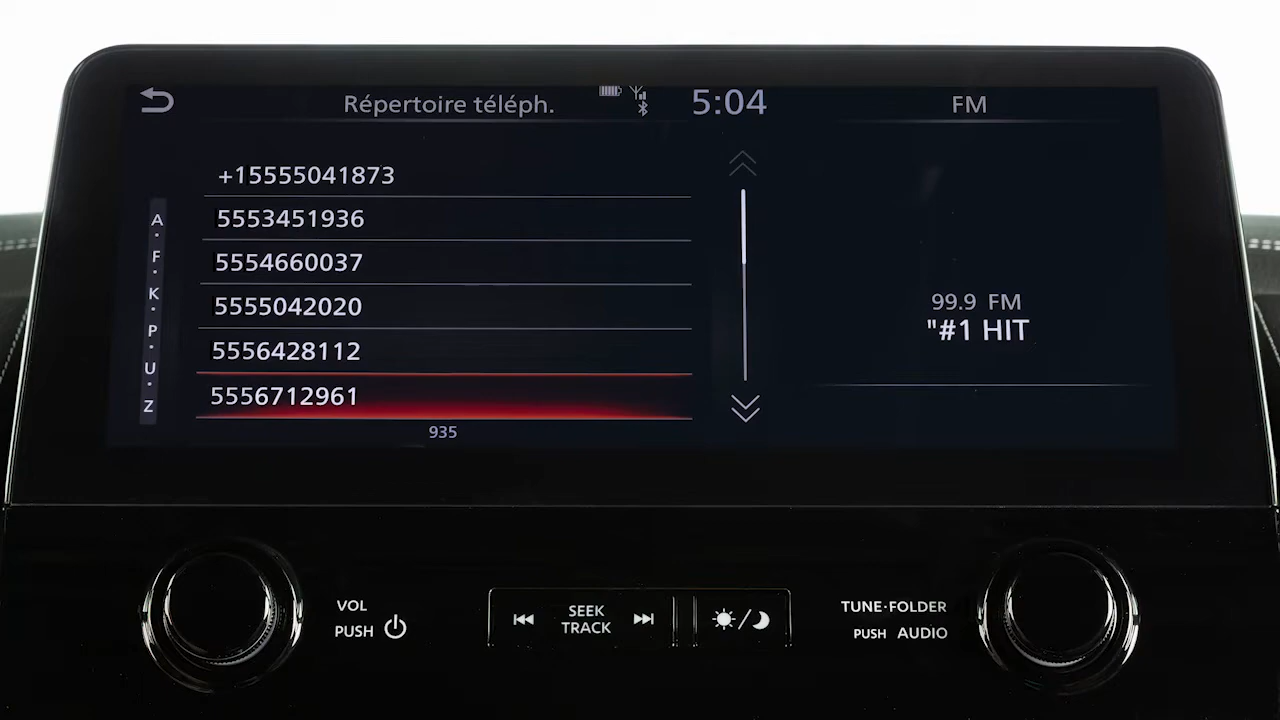 Répertoire téléph.
5:04
FM
+15555041873
5553451936
5554660037
5555042020
5556428112
5556712961
935
A
F
K
P
U
Z
99.9 FM
"#1 HIT
VOL
PUSH
SEEK
TRACK
TUNE·FOLDER
PUSH AUDIO